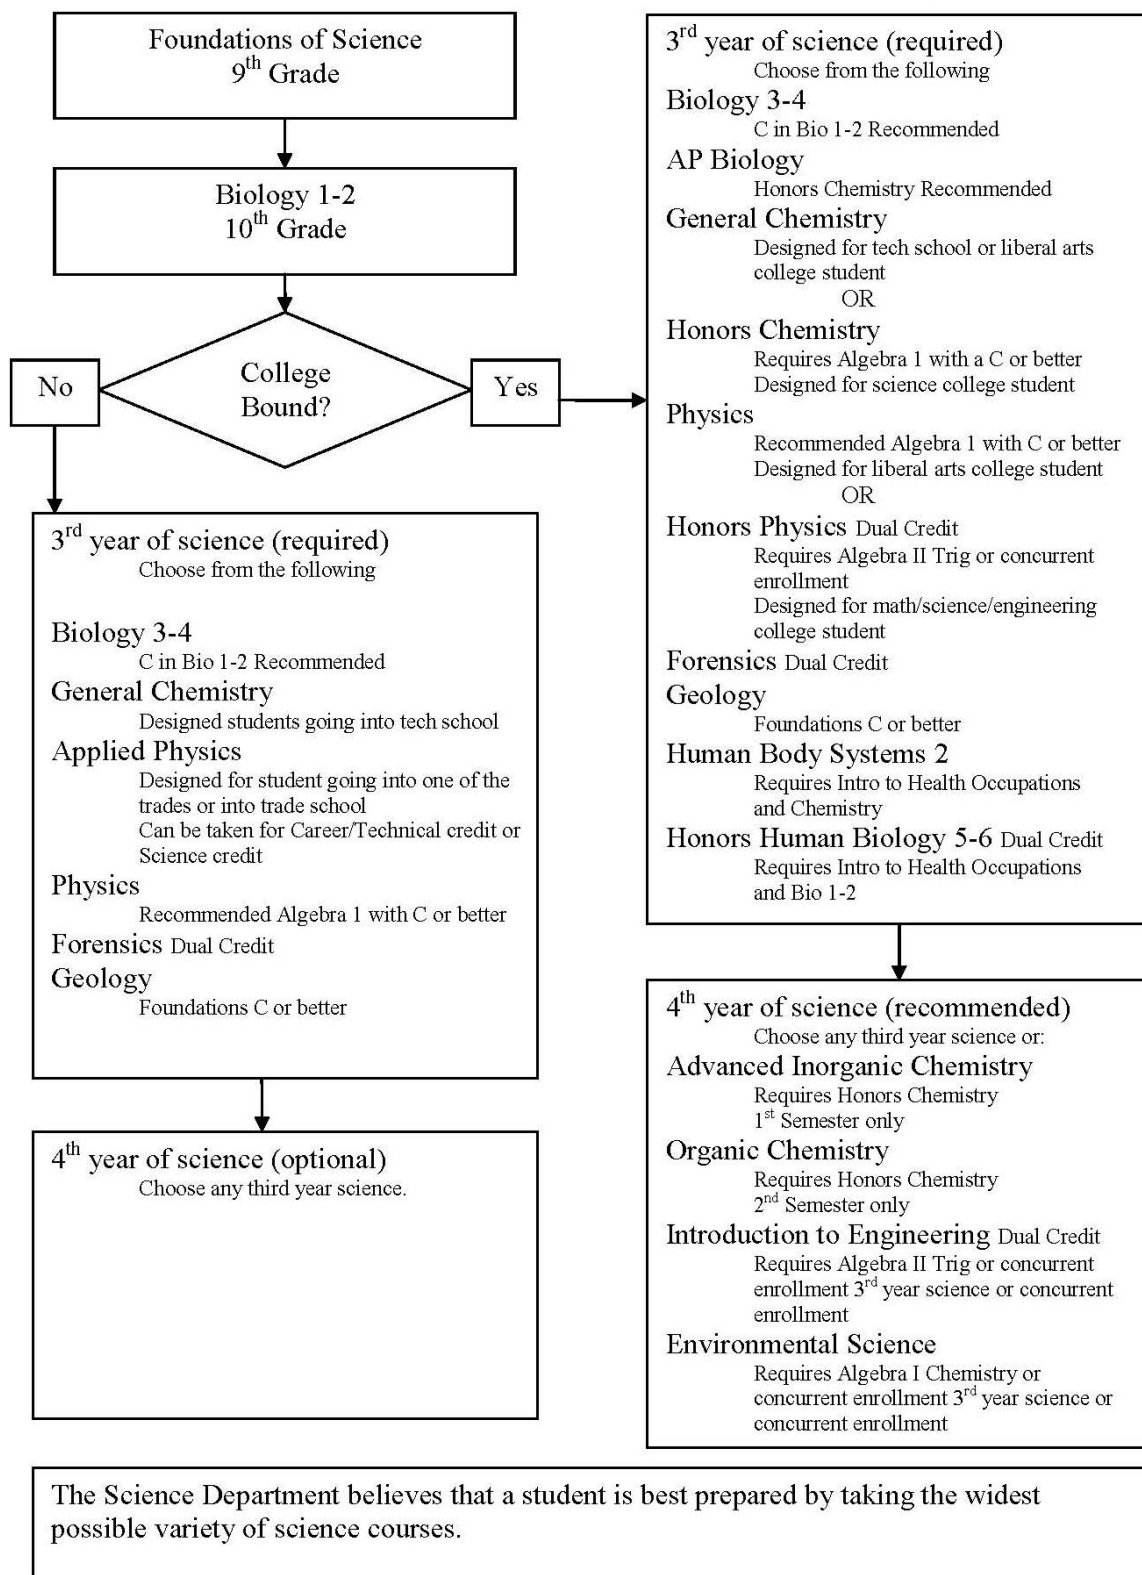 Foundations of Science
9th Grade
Biology 1-2
10th Grade
College
Bound?
No
Yes
3rd year of science (required)
Choose from the following
Biology 3-4
C in Bio 1-2 Recommended
General Chemistry
Designed students going into tech school
Applied Physics
Designed for student going into one of the
trades or into trade school
Can be taken for Career/Technical credit or
Science credit
Physics
Recommended Algebra 1 with C or better
Forensics Dual Credit
Geology
Foundations C or better
4th year of science (optional)
Choose any third year science.
3rd year of science (required)
Choose from the following
Biology 3-4
C in Bio 1-2 Recommended
AP Biology
Honors Chemistry Recommended
General Chemistry
Designed for tech school or liberal arts
college student
OR
Honors Chemistry
Requires Algebra 1 with a C or better
Designed for science college student
Physics
Recommended Algebra 1 with C or better
Designed for liberal arts college student
OR
Honors Physics Dual Credit
Requires Algebra II Trig or concurrent
enrollment
Designed for math/science/engineering
college student
Forensics Dual Credit
Geology
Foundations C or better
Human Body Systems 2
Requires Intro to Health Occupations
and Chemistry
Honors Human Biology 5-6 Dual Credit
Requires Intro to Health Occupations
and Bio 1-2
4th year of science (recommended)
Choose any third year science or:
Advanced Inorganic Chemistry
Requires Honors Chemistry
1st Semester only
Organic Chemistry
Requires Honors Chemistry
2nd Semester only
Introduction to Engineering Dual Credit
Requires Algebra II Trig or concurrent
enrollment 3rd year science or concurrent
enrollment
Environmental Science
Requires Algebra I Chemistry or
concurrent enrollment 3rd year science or
concurrent enrollment
The Science Department believes that a student is best prepared by taking the widest
possible variety of science courses.